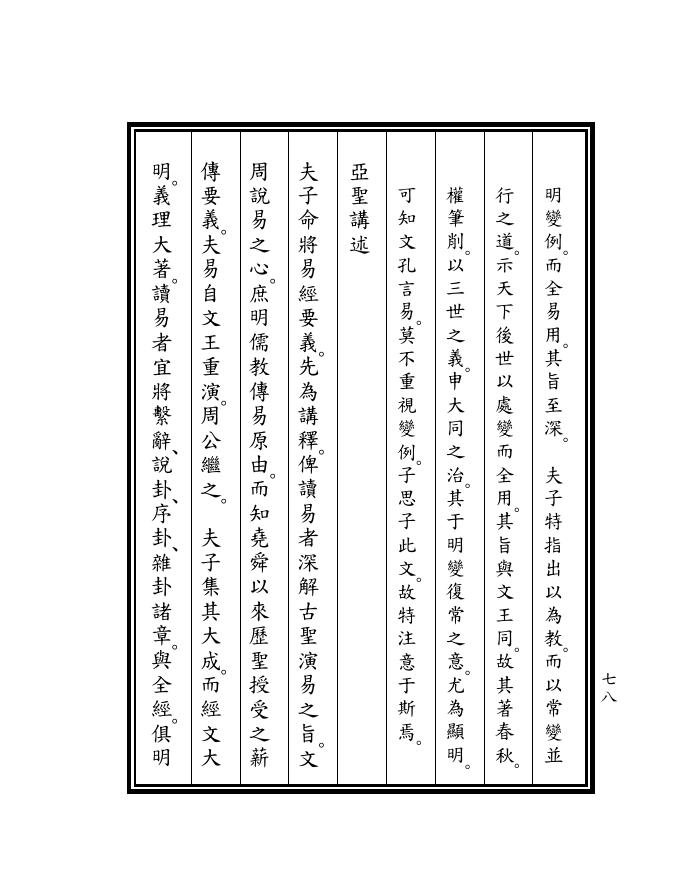 明變例。而全易用。其旨至深。　夫子特指出以為教。而以常變並
行之道。示天下後世以處變而全用。其旨與文王同。故其著春秋。
權筆削。以三世之義。申大同之治。其于明變復常之意。尤為顯明。
可知文孔言易。莫不重視變例。子思子此文。故特注意于斯焉。
亞聖講述
夫子命將易經要義。先為講釋。俾讀易者深解古聖演易之旨。文
周說易之心。庶明儒教傳易原由。而知堯舜以來歷聖授受之薪
傳要義。夫易自文王重演。周公繼之。　夫子集其大成。而經文大
明。義理大著。讀易者宜將繫辭、說卦、序卦、雜卦諸章。與全經。俱明
七八